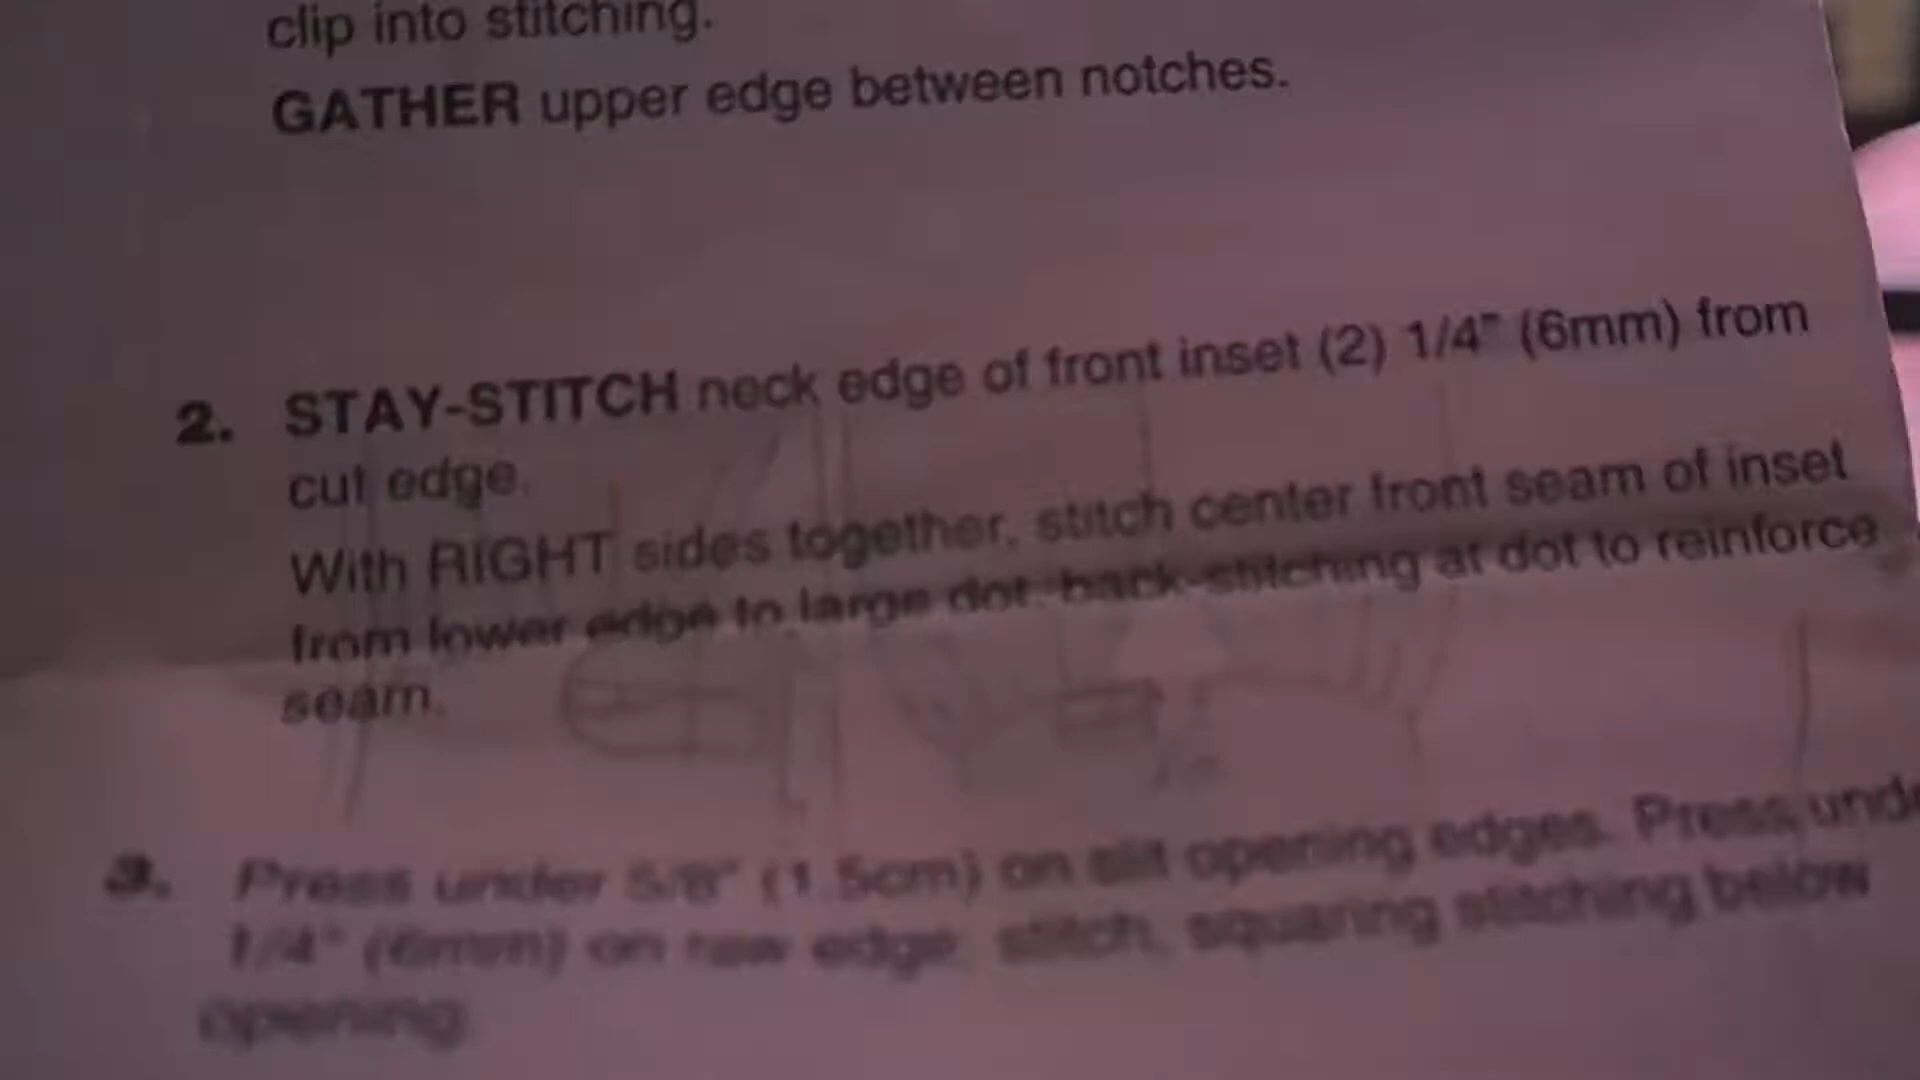 clip into stitching.
GATHER upper edge between notches.
2. STAY-STITCH neck edge of front inset (2) 1/4" (6mm) from
cut edge.
With RIGHT sides together, stitch center front seam of inset
from lower edge to large dot, back-stitching at dot to reinforce
seam.
3. Press under 5/8" (1.5cm) on slit opening edges. Press unde
1/4" (6mm) on raw edge; stitch, squaring stitching below
opening.